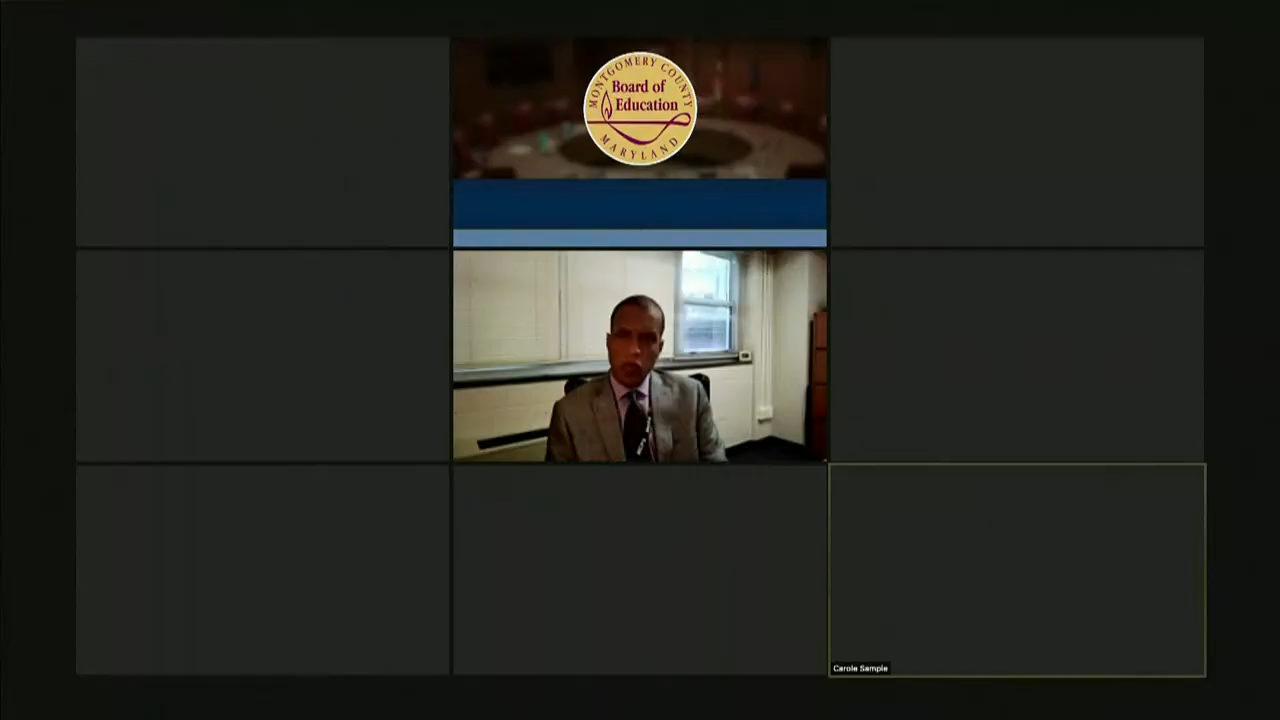 MONTGOMERY COUNTY
Board of
Education
MARYLAND
Carole Sample